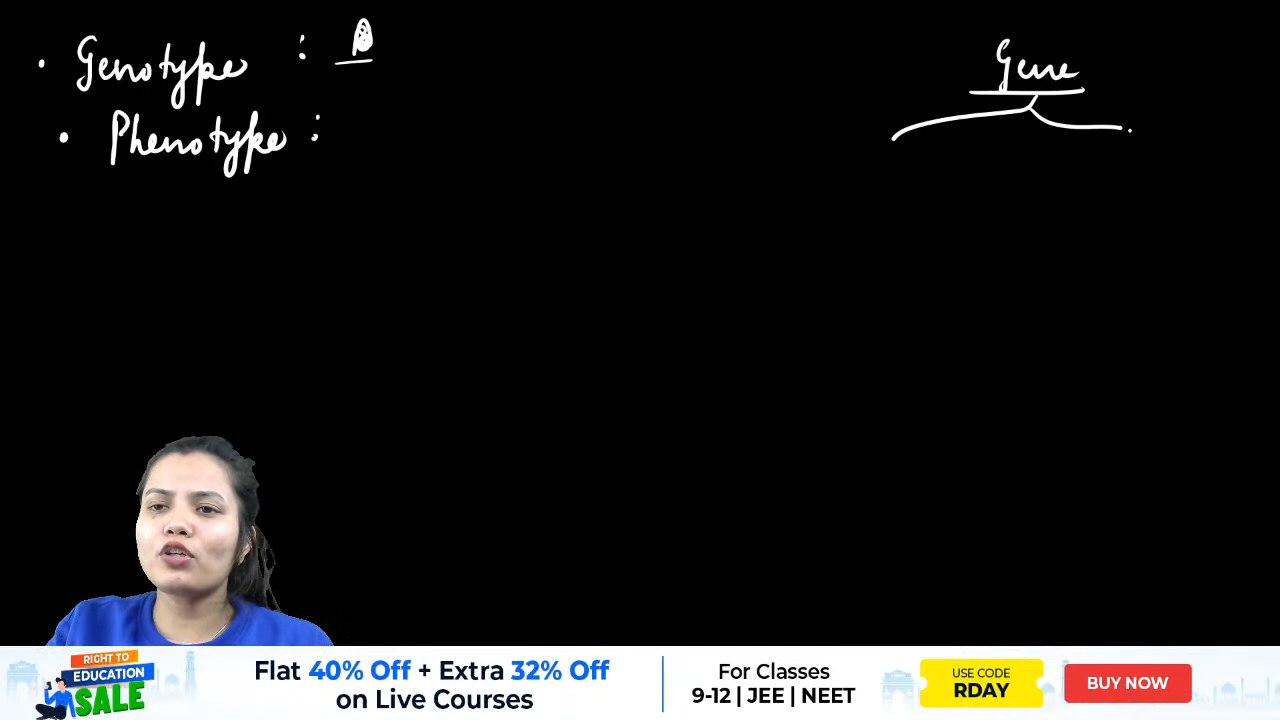 • Genotype :
• Phenotype :
Gene
RIGHT TO
EDUCATION
SALE
Flat 40% Off + Extra 32% Off
on Live Courses
For Classes
9-12 | JEE | NEET
USE CODE
RDAY
BUY NOW